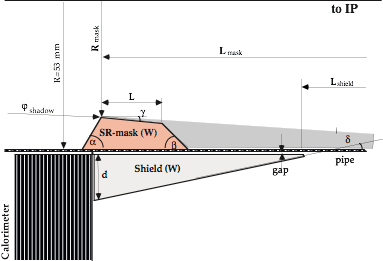 to IP
R mask
L mask
R=53 mm
L shield
L
φ shadow
γ
SR-mask (W)
α
β
δ
pipe
gap
d
Shield (W)
Calorimeter